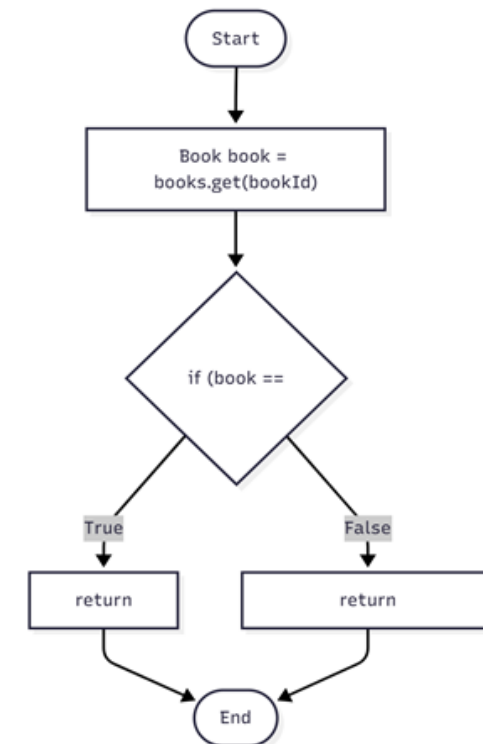 Start
Book book =
books.get(bookId)
if (book ==
True
False
return
return
End